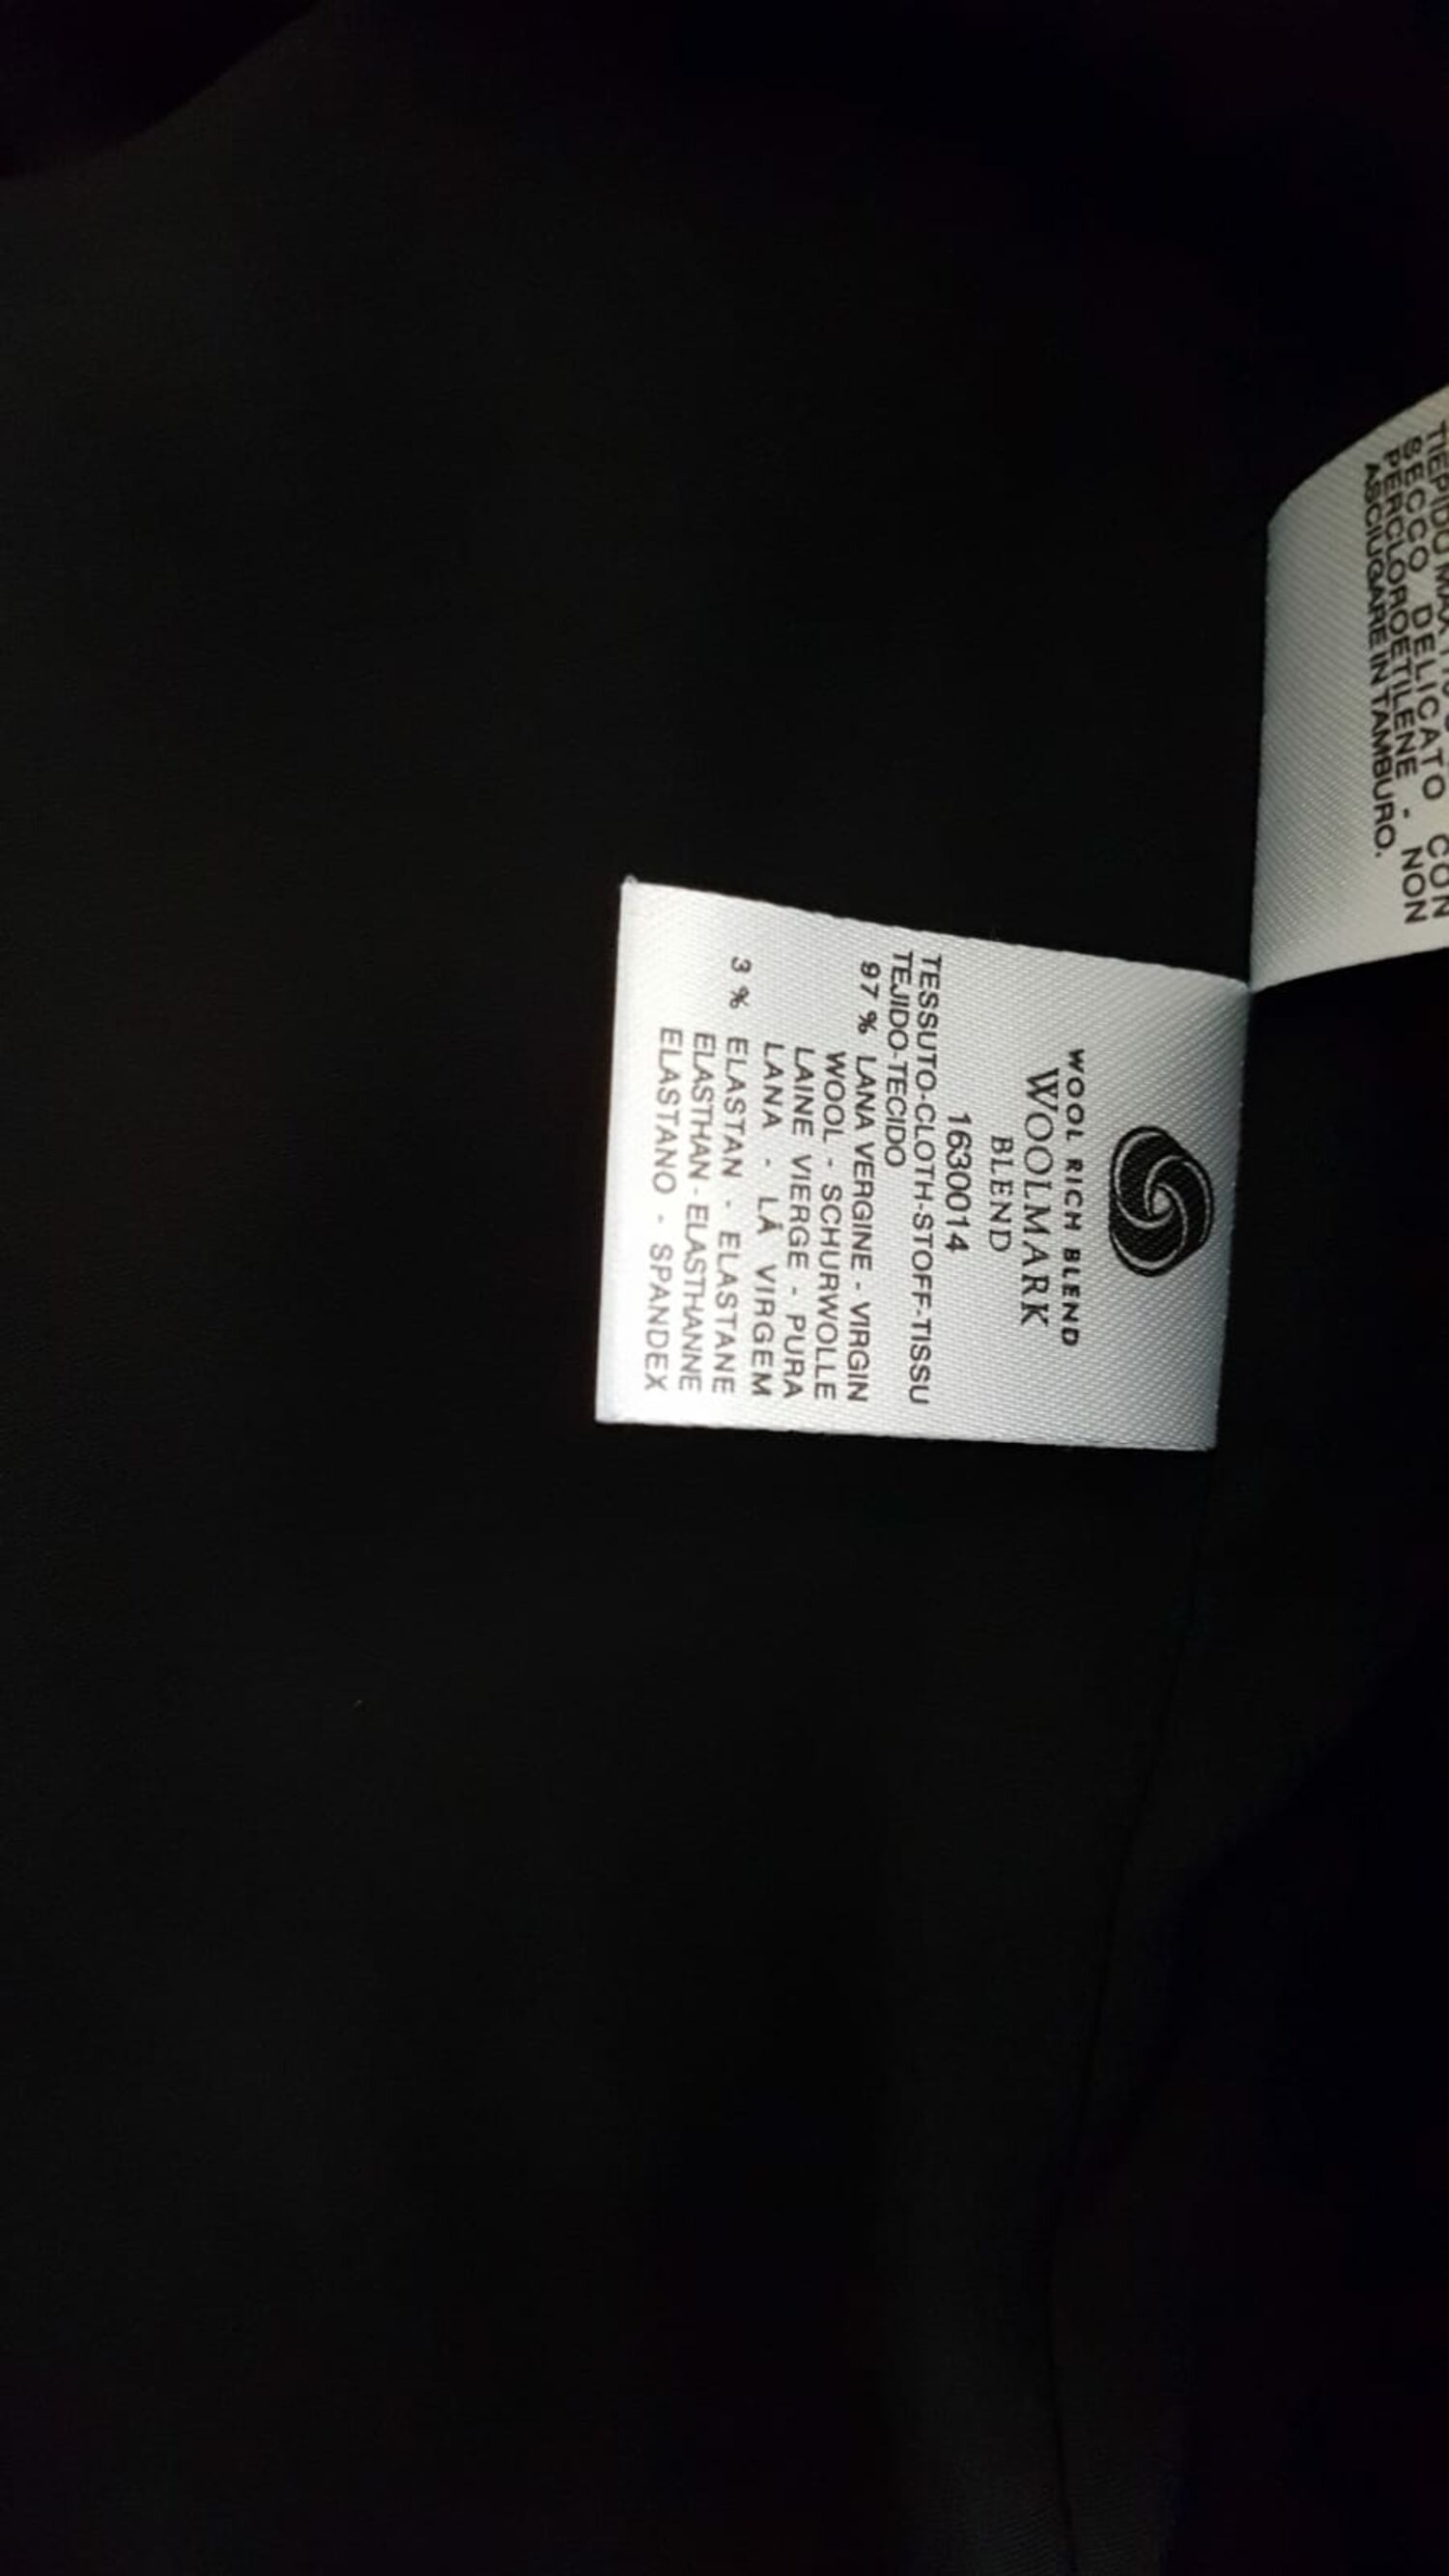 WOOL RICH BLEND
WOOLMARK
BLEND
1630014
TESSUTO-CLOTH-STOFF-TISSU
TEJIDO-TECIDO
97 % LANA VERGINE - VIRGIN
WOOL - SCHURWOLLE
LAINE VIERGE - PURA
LANA - LÃ VIRGEM
3 % ELASTAN - ELASTANE
ELASTHAN - ELASTHANNE
ELASTANO - SPANDEX
TIEPIDO MAX
SECCO DELICATO CON
PERCLOROETILENE - NON
ASCIUGARE IN TAMBURO.